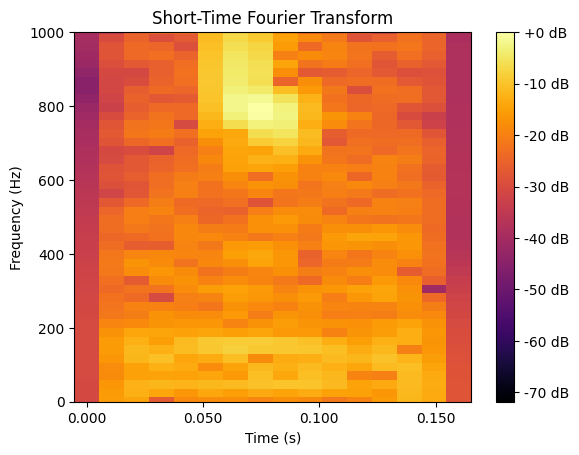 Short-Time Fourier Transform
1000
800
600
400
200
0
Frequency (Hz)
0.000
0.050
0.100
0.150
Time (s)
+0 dB
-10 dB
-20 dB
-30 dB
-40 dB
-50 dB
-60 dB
-70 dB